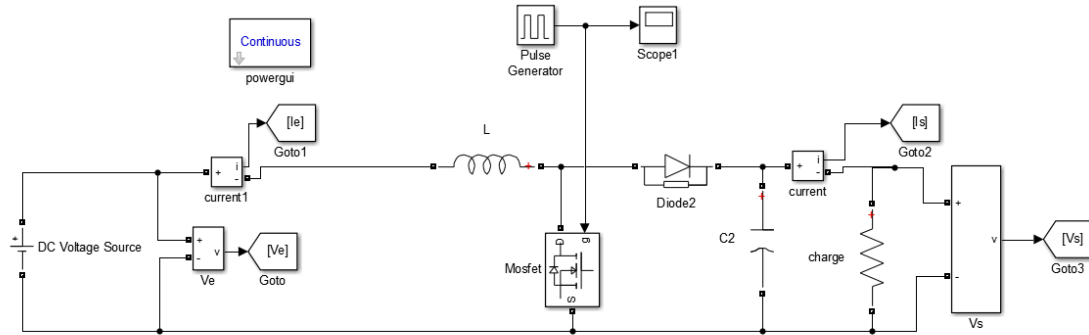 Continuous
powergui
Pulse
Generator
Scope1
[Ie]
Goto1
L
[Is]
Goto2
+
i
-
current1
+
i
-
current
Diode2
+
DC Voltage Source
+
v
-
Ve
[Ve]
Goto
Mosfet
D
g
S
C2
charge
+
v
-
Vs
[Vs]
Goto3